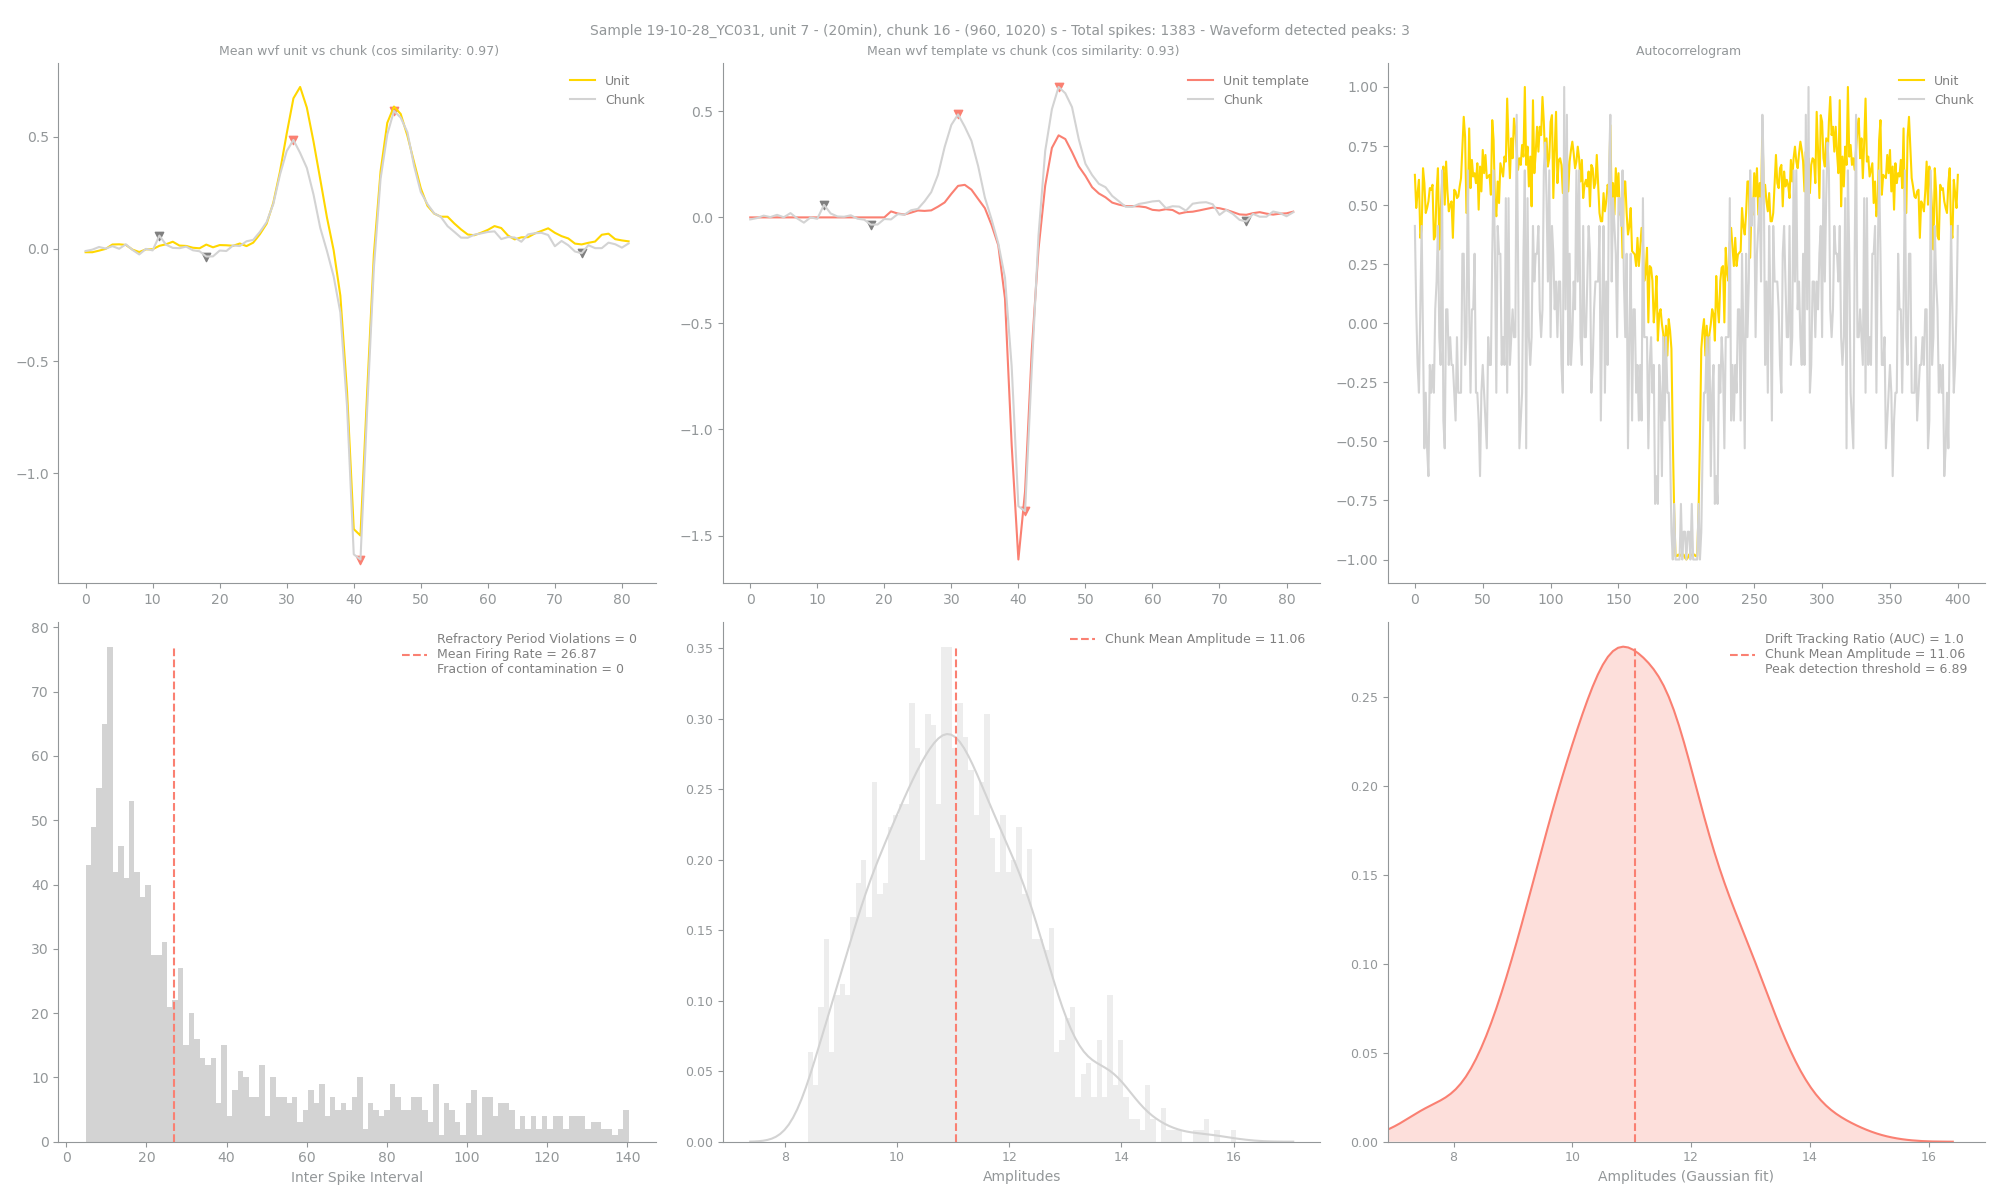 Sample 19-10-28_YC031, unit 7 - (20min), chunk 16 - (960, 1020) s - Total spikes: 1383 - Waveform detected peaks: 3
Mean wvf unit vs chunk (cos similarity: 0.97)
Unit
Chunk
0.5
0.0
−0.5
−1.0
0 10 20 30 40 50 60 70 80
Mean wvf template vs chunk (cos similarity: 0.93)
Unit template
Chunk
0.5
0.0
−0.5
−1.0
−1.5
0 10 20 30 40 50 60 70 80
Autocorrelogram
Unit
Chunk
1.00
0.75
0.50
0.25
0.00
−0.25
−0.50
−0.75
−1.00
0 50 100 150 200 250 300 350 400
Refractory Period Violations = 0
Mean Firing Rate = 26.87
Fraction of contamination = 0
80
70
60
50
40
30
20
10
0
0 20 40 60 80 100 120 140
Inter Spike Interval
Chunk Mean Amplitude = 11.06
0.35
0.30
0.25
0.20
0.15
0.10
0.05
0.00
8 10 12 14 16
Amplitudes
Drift Tracking Ratio (AUC) = 1.0
Chunk Mean Amplitude = 11.06
Peak detection threshold = 6.89
0.25
0.20
0.15
0.10
0.05
0.00
8 10 12 14 16
Amplitudes (Gaussian fit)